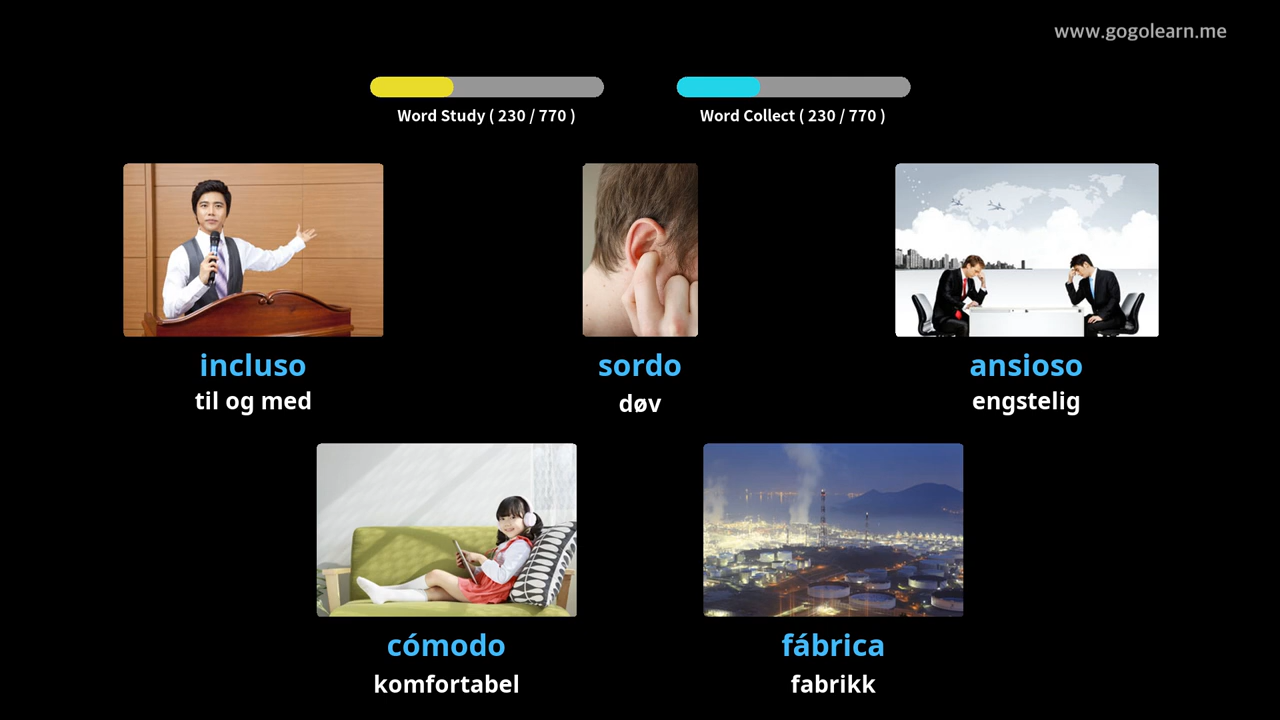 www.gogolearn.me
Word Study ( 230 / 770 )
Word Collect ( 230 / 770 )
incluso
til og med
sordo
døv
ansioso
engstelig
cómodo
komfortabel
fábrica
fabrikk